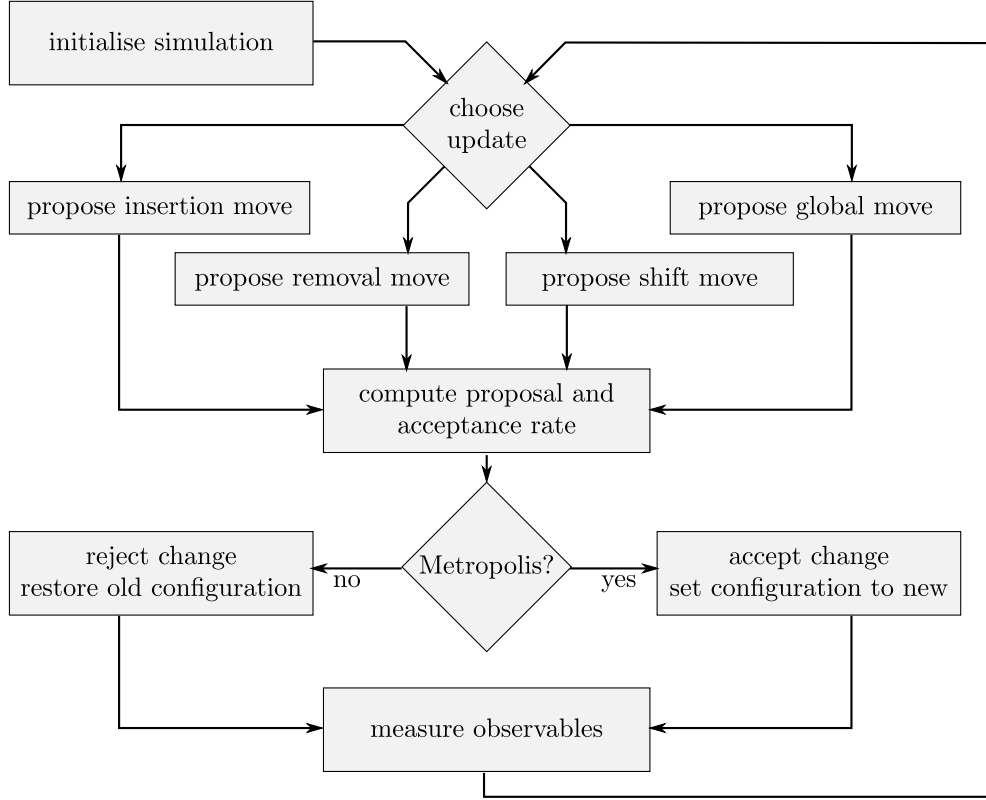 initialise simulation
choose
update
propose insertion move
propose global move
propose removal move
propose shift move
compute proposal and
acceptance rate
reject change
restore old configuration
Metropolis?
no
yes
accept change
set configuration to new
measure observables